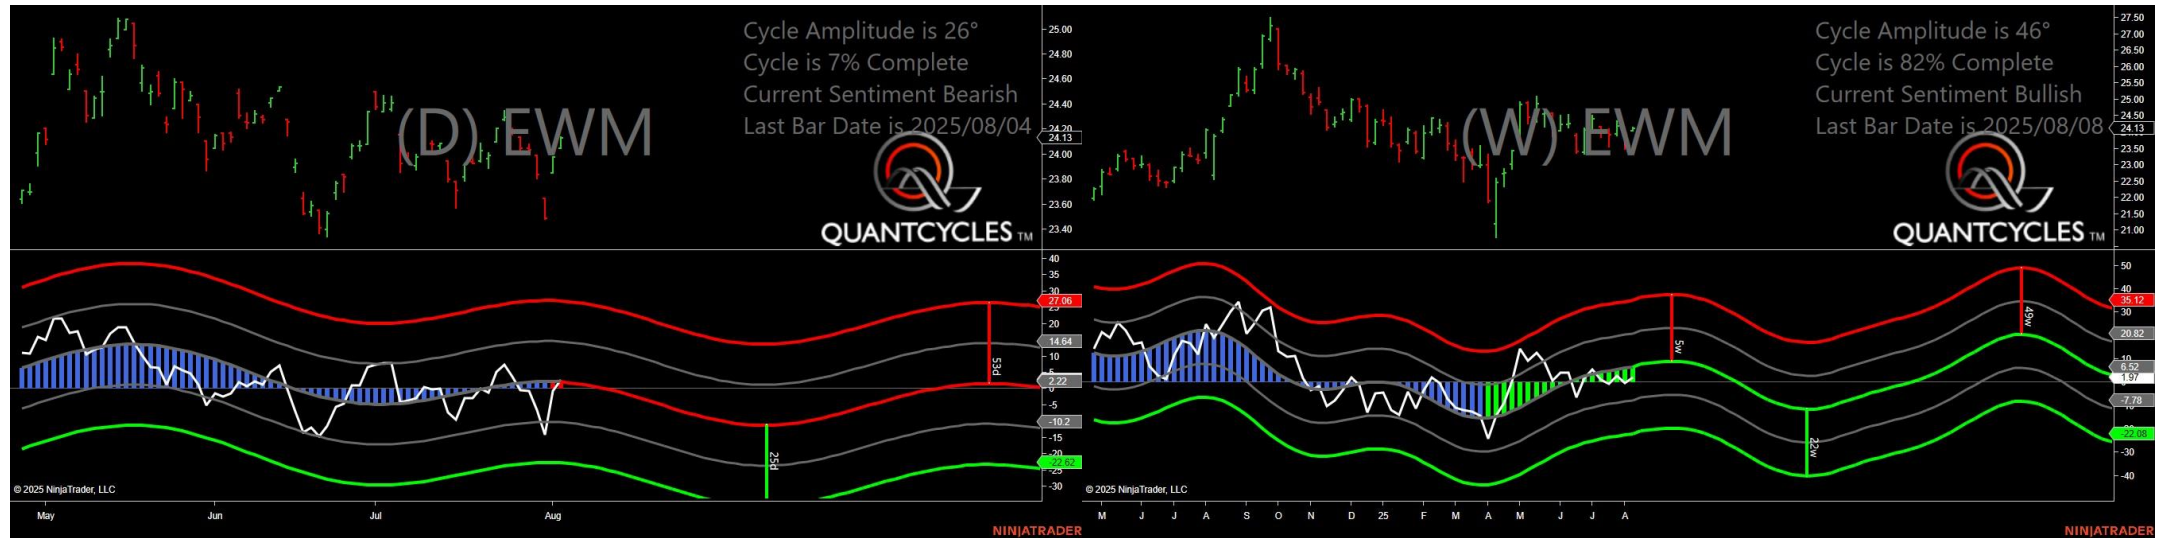 Cycle Amplitude is 26°
Cycle is 7% Complete
Current Sentiment Bearish
Last Bar Date is 2025/08/04
(D) EWM
QUANTCYCLES TM
25.00
24.80
24.60
24.40
24.20
24.13
24.00
23.80
23.60
23.40
40
35
30
27.06
25
20
14.64
10
5
2.22
-5
-10.2
-15
-20
-22.62
-25
-30
53d
25d
© 2025 NinjaTrader, LLC
May Jun Jul Aug
NINJATRADER
Cycle Amplitude is 46°
Cycle is 82% Complete
Current Sentiment Bullish
Last Bar Date is 2025/08/08
(W) EWM
QUANTCYCLES TM
27.50
27.00
26.50
26.00
25.50
25.00
24.50
24.13
23.50
23.00
22.50
22.00
21.50
21.00
50
40
35.12
30
20.82
10
6.52
1.97
-7.78
-22.08
-30
-40
5w
22w
49w
© 2025 NinjaTrader, LLC
M J J A S O N D 25 F M A M J J A
NINJATRADER